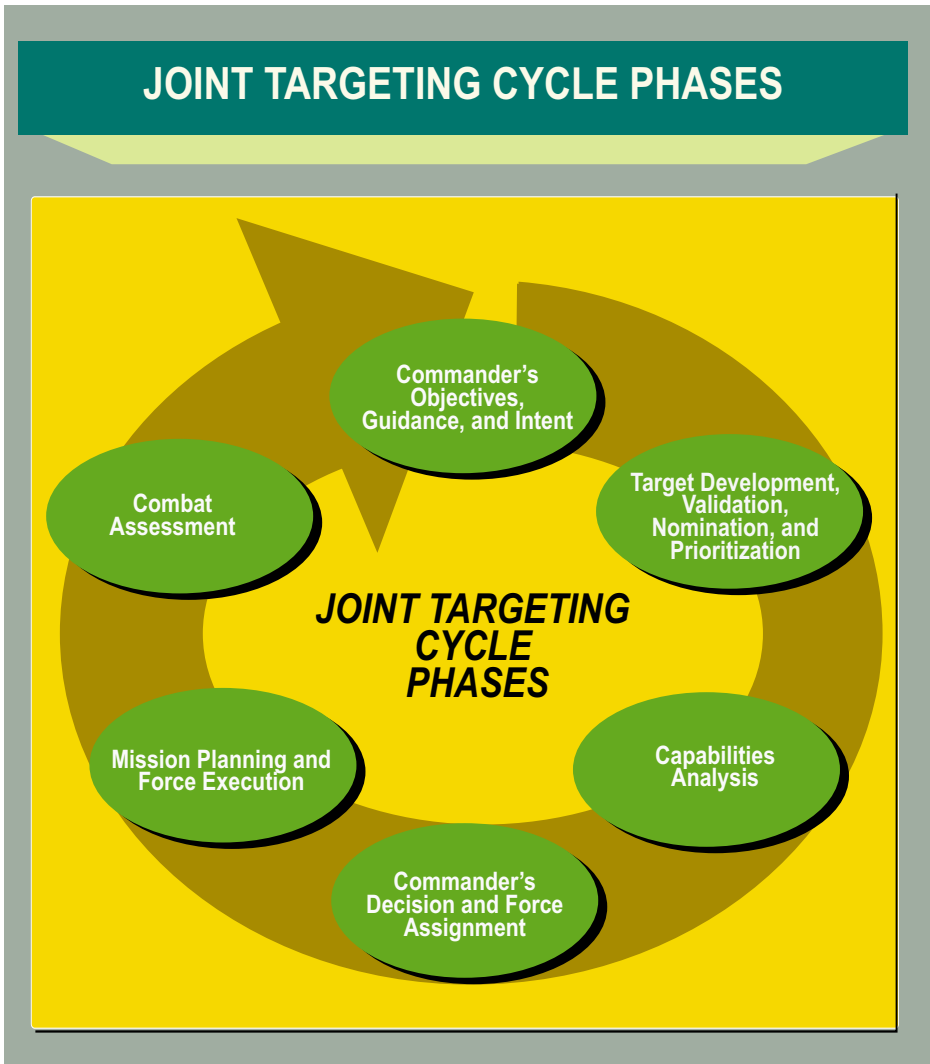 JOINT TARGETING CYCLE PHASES
Commander’s
Objectives,
Guidance, and Intent
Target Development,
Validation,
Nomination, and
Prioritization
Combat
Assessment
JOINT TARGETING
CYCLE
PHASES
Mission Planning and
Force Execution
Capabilities
Analysis
Commander’s
Decision and Force
Assignment